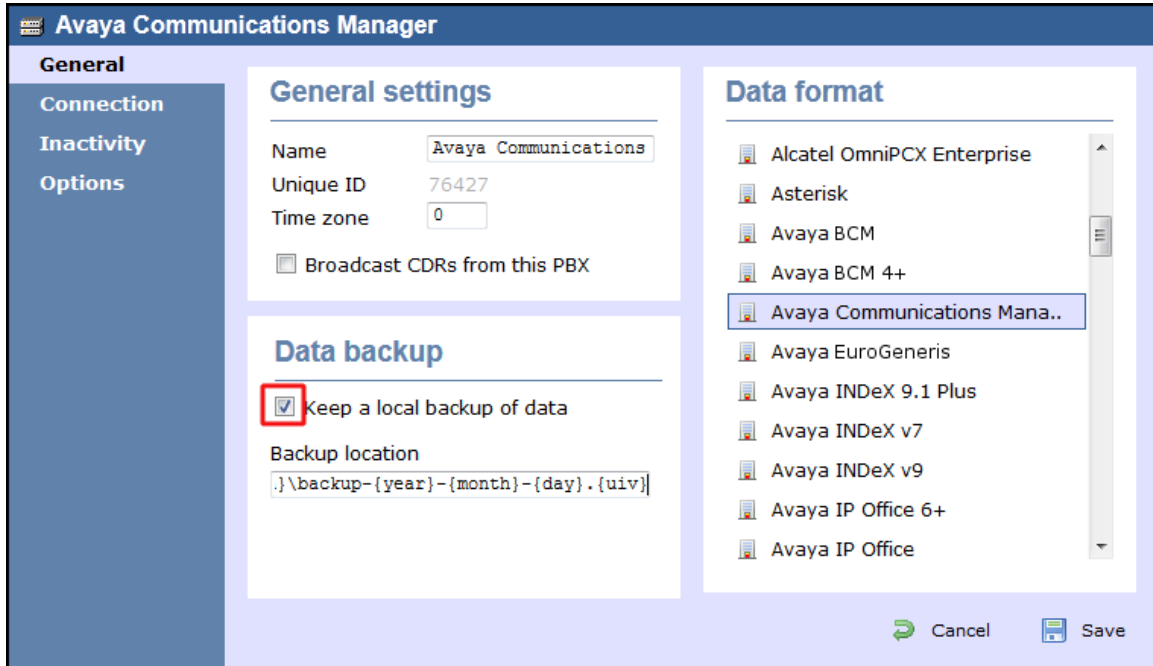 Avaya Communications Manager
General
Connection
Inactivity
Options
General settings
Name
Avaya Communications
Unique ID
76427
Time zone
0
Broadcast CDRs from this PBX
Data backup
Keep a local backup of data
Backup location
.}\backup-{year}-{month}-{day}.{uiv}
Data format
Alcatel OmniPCX Enterprise
Asterisk
Avaya BCM
Avaya BCM 4+
Avaya Communications Mana..
Avaya EuroGeneris
Avaya INDeX 9.1 Plus
Avaya INDeX v7
Avaya INDeX v9
Avaya IP Office 6+
Avaya IP Office
Cancel
Save